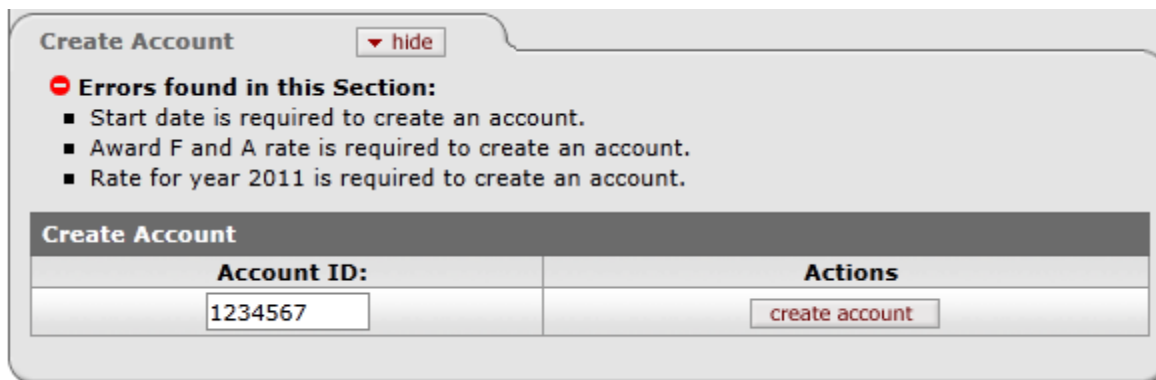 Create Account
hide
Errors found in this Section:
Start date is required to create an account.
Award F and A rate is required to create an account.
Rate for year 2011 is required to create an account.
Create Account
Account ID: Actions
1234567 create account